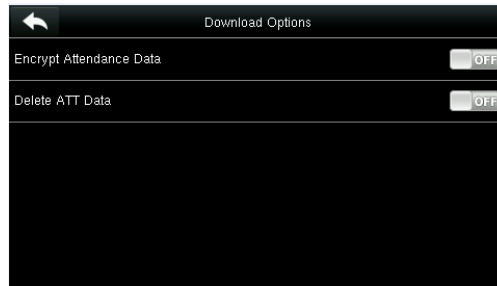 Download Options
Encrypt Attendance Data
OFF
Delete ATT Data
OFF